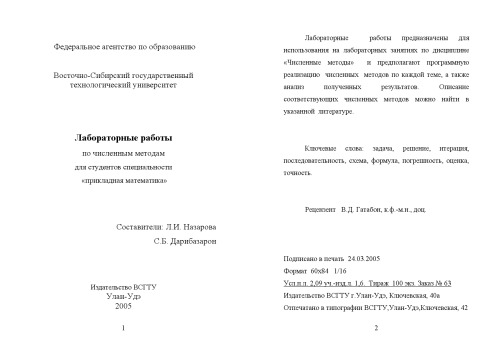 Федеральное агентство по образованию
Восточно-Сибирский государственный
технологический университет
Лабораторные работы
по численным методам
для студентов специальности
«прикладная математика»
Составители: Л.И. Назарова
С.Б. Дарибазарон
Издательство ВСГТУ
Улан-Удэ
2005
1
Лабораторные работы предназначены для
использования на лабораторных занятиях по дисциплине
«Численные методы» и предполагают программную
реализацию численных методов по каждой теме, а также
анализ полученных результатов. Описание
соответствующих численных методов можно найти в
указанной литературе.
Ключевые слова: задача, решение, итерация,
последовательность, схема, формула, погрешность, оценка,
точность.
Рецензент В.Д. Гатабон, к.ф.-м.н., доц.
Подписано в печать 24.03.2005
Формат 60х84 1/16
Усл.п.л. 2,09 уч.-изд.л. 1,6. Тираж 100 экз. Заказ № 63
Издательство ВСГТУ г.Улан-Удэ, Ключевская, 40а
Отпечатано в типографии ВСГТУ,Улан-Удэ,Ключевская, 42
2